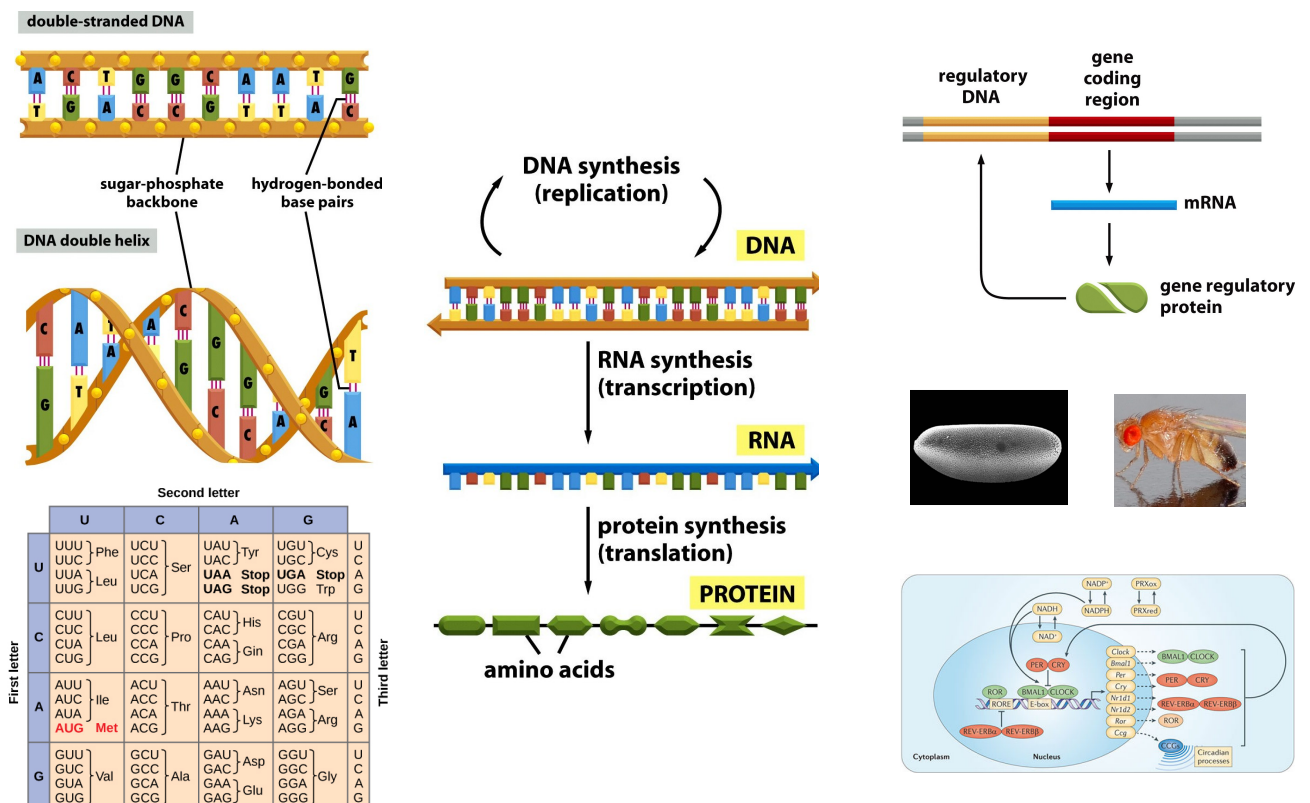 double-stranded DNA
A C T G G C A A T G
T G A C C G T T A C
sugar-phosphate
backbone
hydrogen-bonded
base pairs
DNA double helix
C A T A C G G G T
G T A G C C A C A
Second letter
U C A G
First letter
Third letter
U
UUU
UUC
Phe
UUA
UUG
Leu
UCU
UCC
UCA
UCG
Ser
UAU
UAC
Tyr
UAA Stop
UAG Stop
UGU
UGC
Cys
UGA Stop
UGG Trp
U
C
A
G
C
CUU
CUC
CUA
CUG
Leu
CCU
CCC
CCA
CCG
Pro
CAU
CAC
His
CAA
CAG
Gin
CGU
CGC
CGA
CGG
Arg
U
C
A
G
A
AUU
AUC
AUA
Ile
AUG Met
ACU
ACC
ACA
ACG
Thr
AAU
AAC
Asn
AAA
AAG
Lys
AGU
AGC
Ser
AGA
AGG
Arg
U
C
A
G
G
GUU
GUC
GUA
GUG
Val
GCU
GCC
GCA
GCG
Ala
GAU
GAC
Asp
GAA
GAG
Glu
GGU
GGC
GGA
GGG
Gly
U
C
A
G
DNA synthesis
(replication)
DNA
RNA synthesis
(transcription)
RNA
protein synthesis
(translation)
PROTEIN
amino acids
regulatory
DNA
gene
coding
region
mRNA
gene regulatory
protein
NADP⁺
PRXox
NADH
NADPH
PRXred
NAD⁺
PER CRY
ROR
BMAL1 CLOCK
RORE
E-box
REV-ERBα REV-ERBβ
Clock
Bmal1
Per
Cry
Nr1d1
Nr1d2
Ror
Ccg
BMAL1 CLOCK
PER CRY
REV-ERBα REV-ERBβ
ROR
CCG
Circadian
processes
Cytoplasm
Nucleus